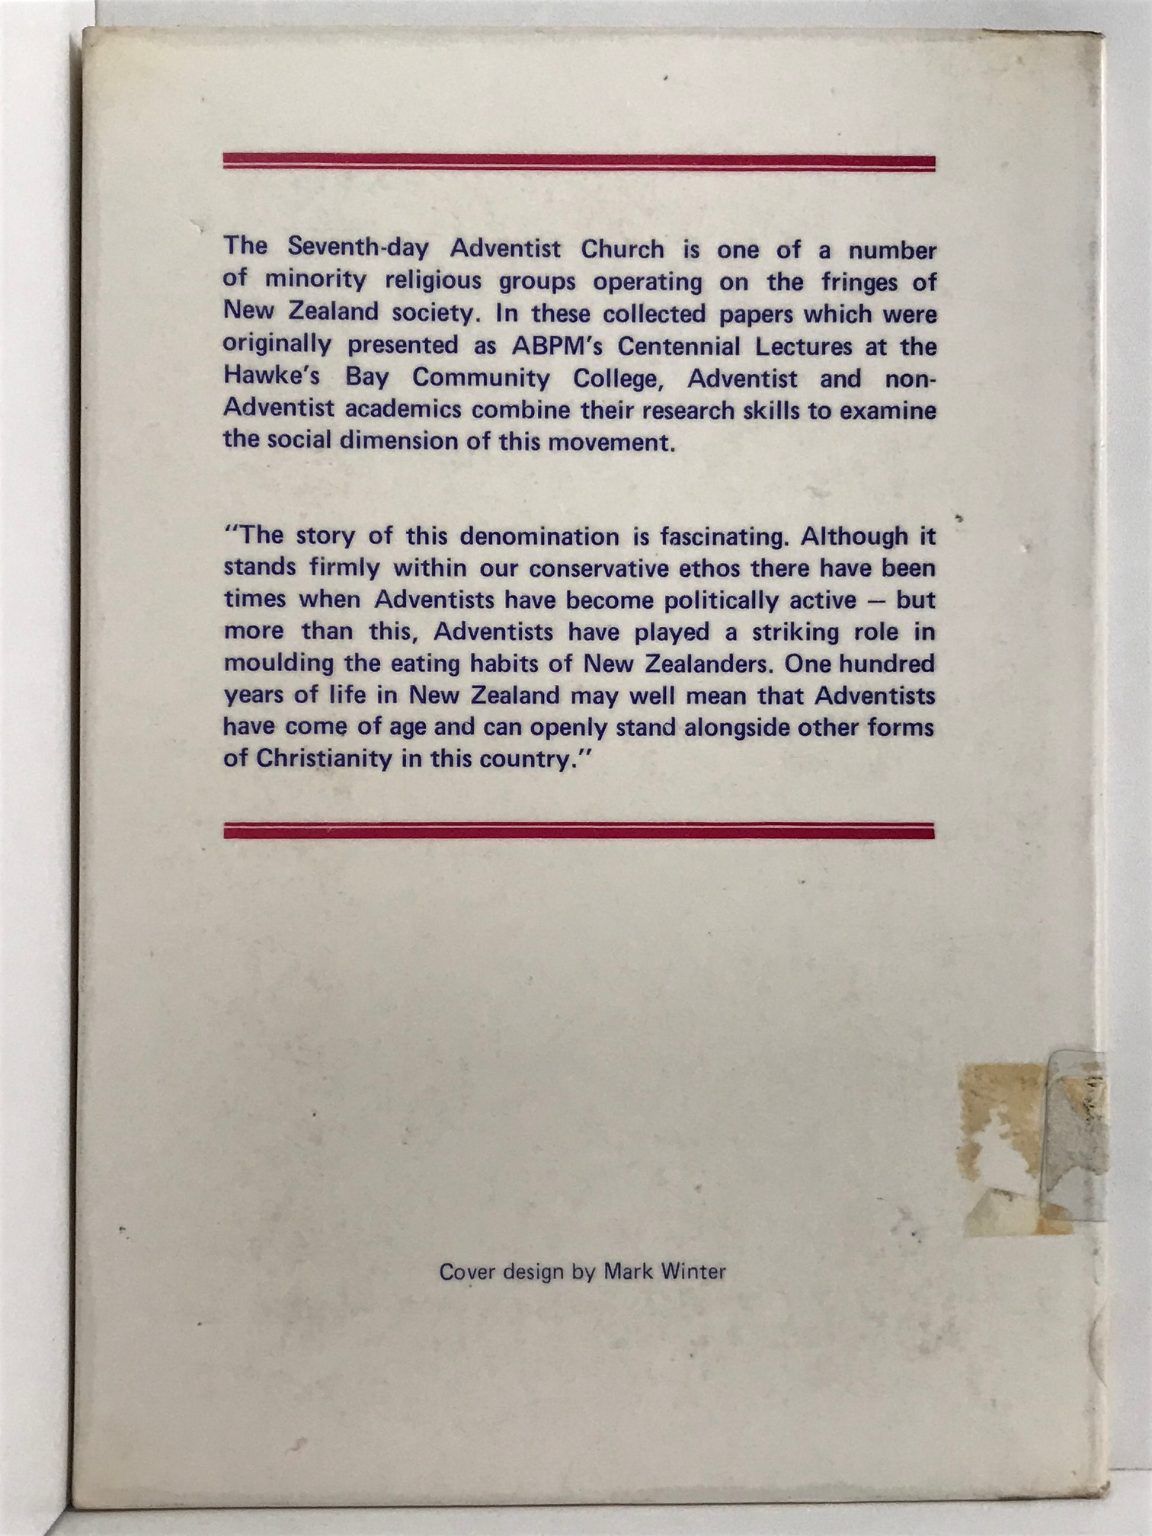 The Seventh-day Adventist Church is one of a number
of minority religious groups operating on the fringes of
New Zealand society. In these collected papers which were
originally presented as ABPM's Centennial Lectures at the
Hawke's Bay Community College, Adventist and non-
Adventist academics combine their research skills to examine
the social dimension of this movement.
"The story of this denomination is fascinating. Although it
stands firmly within our conservative ethos there have been
times when Adventists have become politically active — but
more than this, Adventists have played a striking role in
moulding the eating habits of New Zealanders. One hundred
years of life in New Zealand may well mean that Adventists
have come of age and can openly stand alongside other forms
of Christianity in this country."
Cover design by Mark Winter